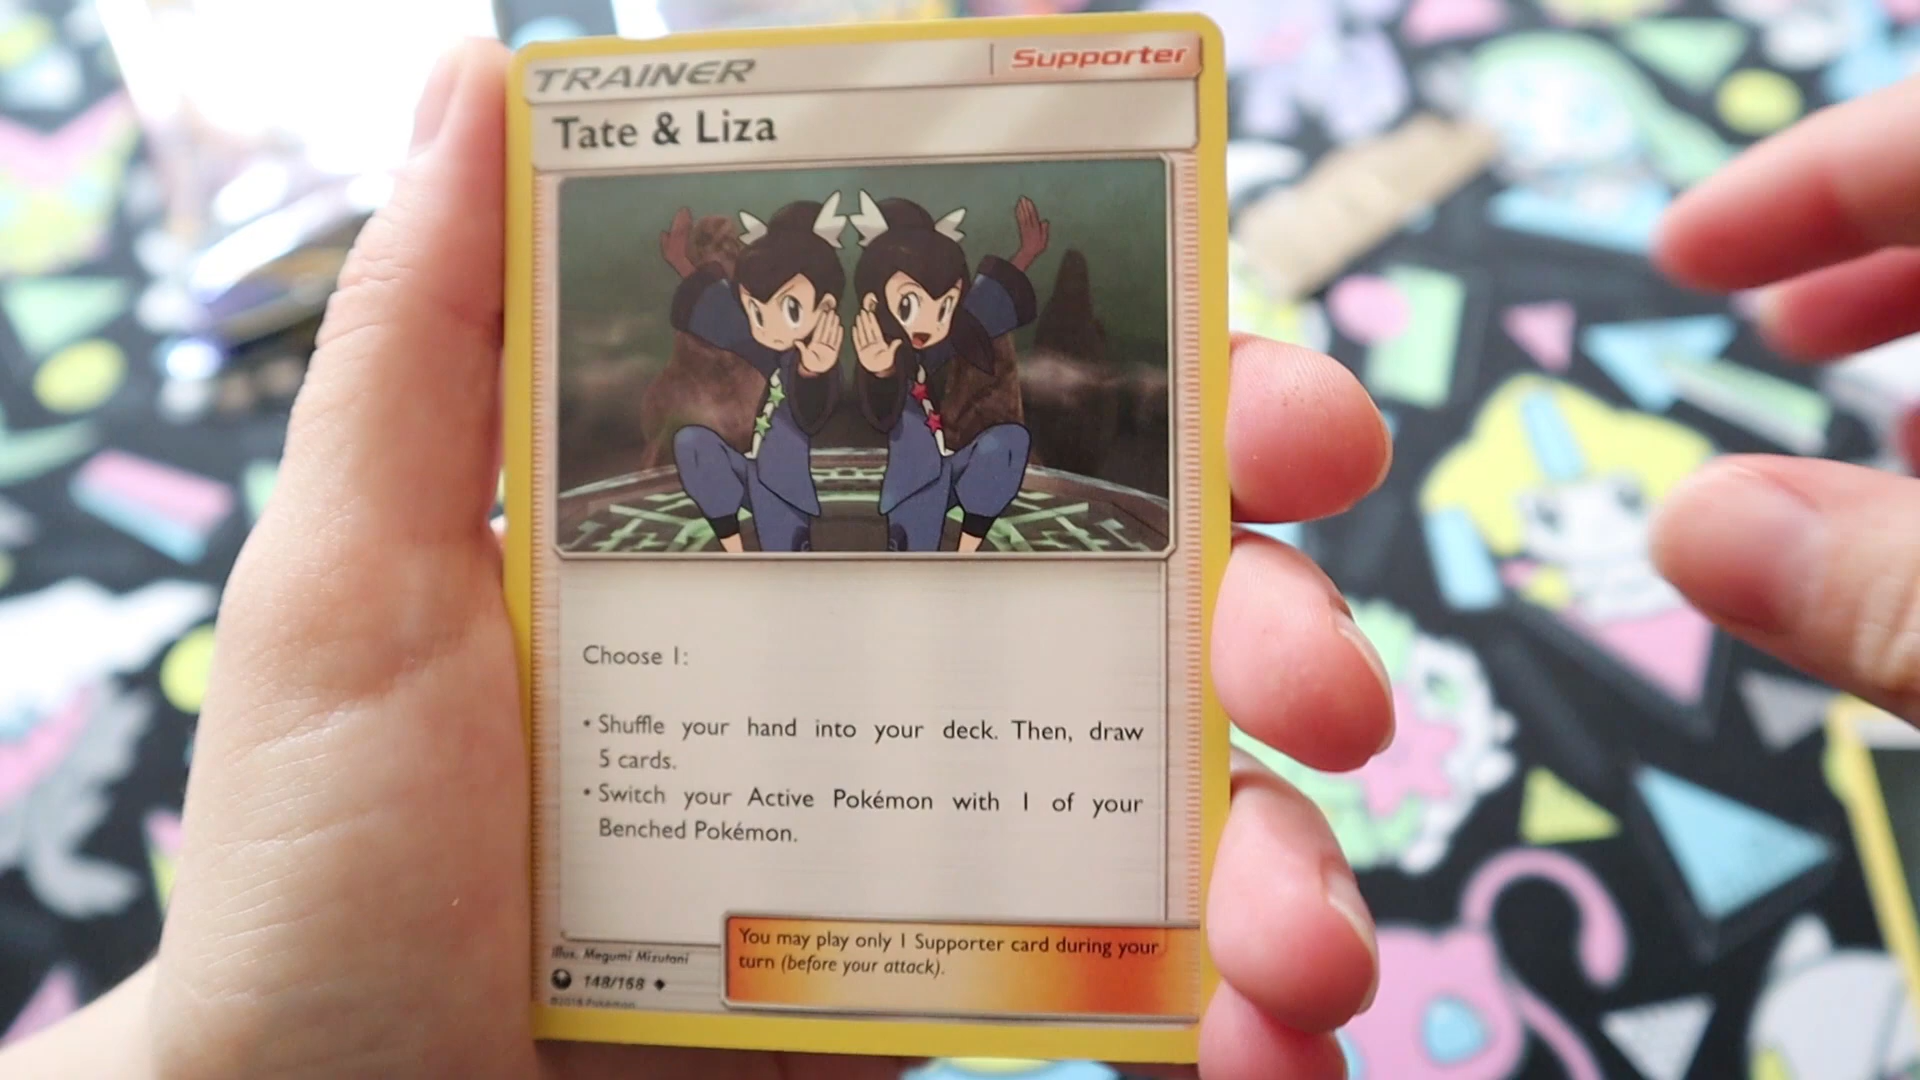 TRAINER Supporter
Tate & Liza
Choose 1:
• Shuffle your hand into your deck. Then, draw
5 cards.
• Switch your Active Pokémon with 1 of your
Benched Pokémon.
You may play only 1 Supporter card during your
turn (before your attack).
Illus. Megumi Mizutani
148/168
©2018 Pokémon